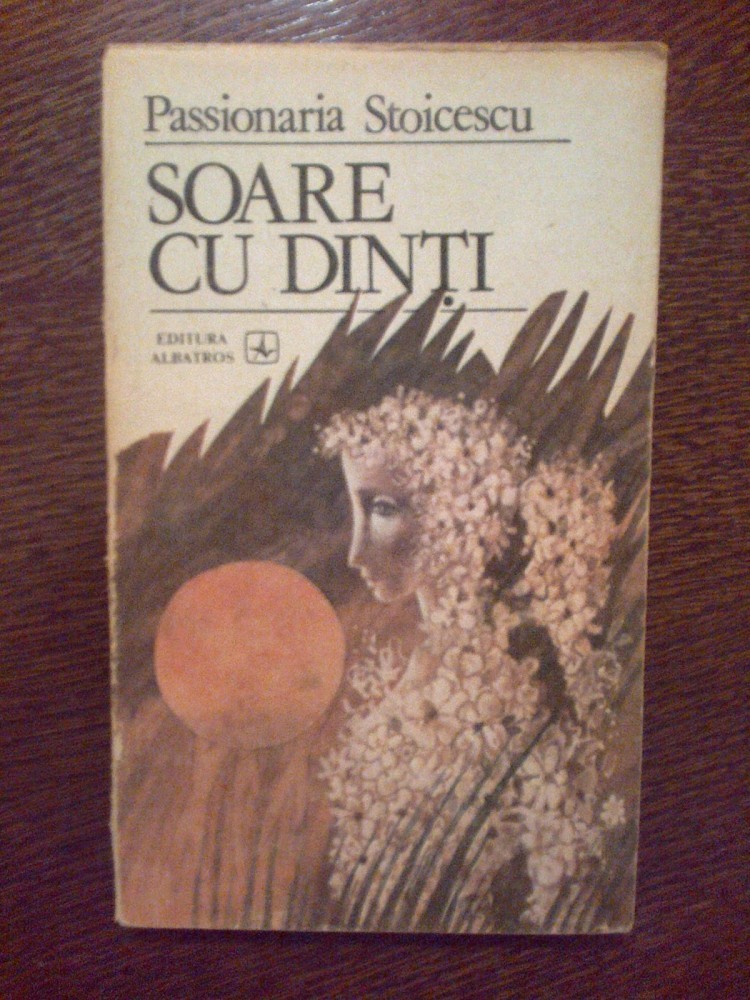 Passionaria Stoicescu
SOARE
CU DINȚI
EDITURA
ALBATROS